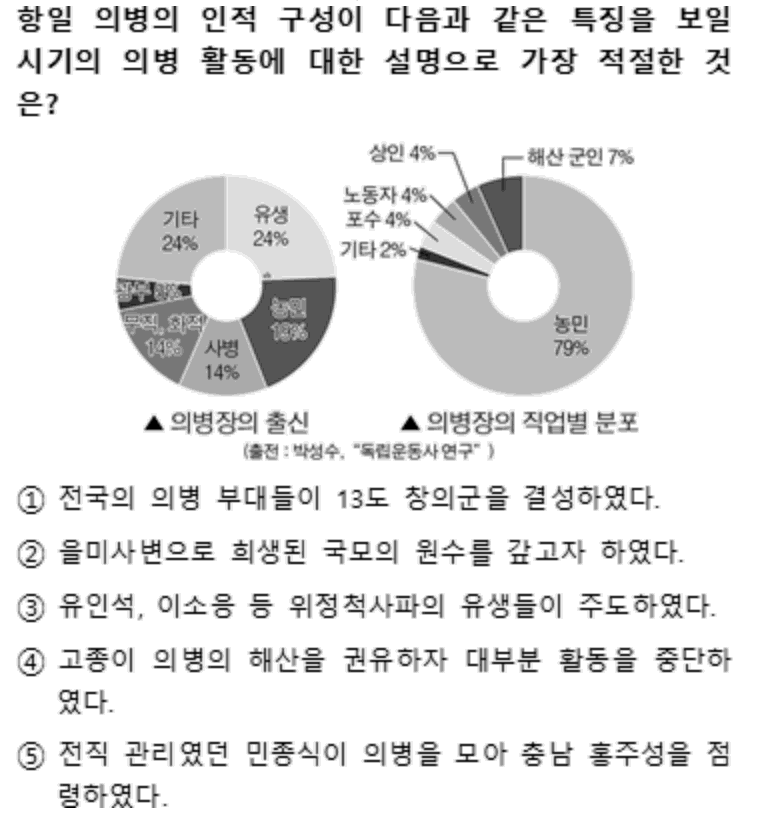 항일 의병의 인적 구성이 다음과 같은 특징을 보일
시기의 의병 활동에 대한 설명으로 가장 적절한 것
은?
상인 4%
해산 군인 7%
노동자 4%
포수 4%
기타 2%
농민
79%
기타
24%
유생
24%
농민
사병
14%
무직, 화적
14%
광부
▲ 의병장의 출신
▲ 의병장의 직업별 분포
(출전 : 박성수, "독립운동사 연구" )
① 전국의 의병 부대들이 13도 창의군을 결성하였다.
② 을미사변으로 희생된 국모의 원수를 갚고자 하였다.
③ 유인석, 이소응 등 위정척사파의 유생들이 주도하였다.
④ 고종이 의병의 해산을 권유하자 대부분 활동을 중단하
였다.
⑤ 전직 관리였던 민종식이 의병을 모아 충남 홍주성을 점
령하였다.